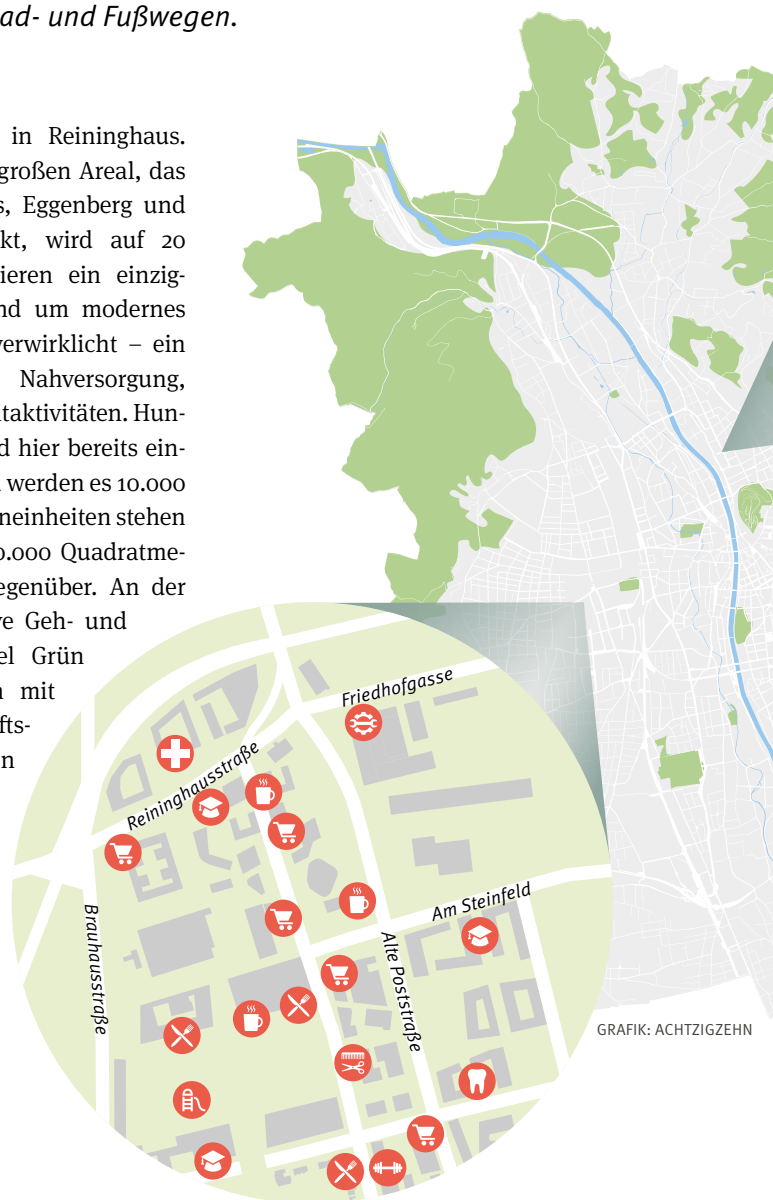 ad- und Fußwegen.
in Reininghaus.
großen Areal, das
s, Eggenberg und
kt, wird auf 20
ieren ein einzig-
nd um modernes
verwirklicht – ein
Nahversorgung,
itaktivitäten. Hun-
d hier bereits ein-
werden es 10.000
neinheiten stehen
0.000 Quadratme-
egenüber. An der
ve Geh- und
el Grün
n mit
fts-
en
Friedhofgasse
Reininghausstraße
Am Steinfeld
Brauhausstraße
Alte Poststraße
GRAFIK: ACHTZIGZEHN